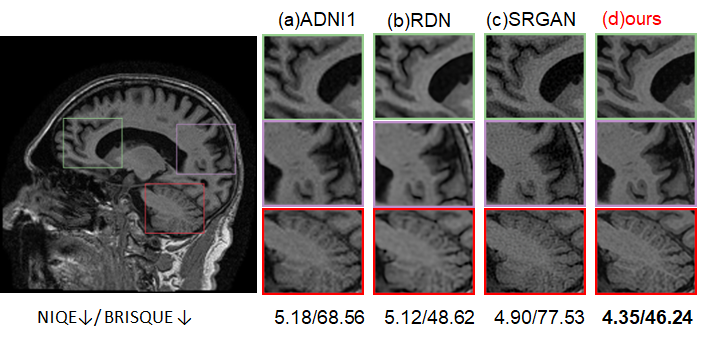 (a)ADNI1 (b)RDN (c)SRGAN (d)ours
NIQE↓/ BRISQUE ↓ 5.18/68.56 5.12/48.62 4.90/77.53 4.35/46.24